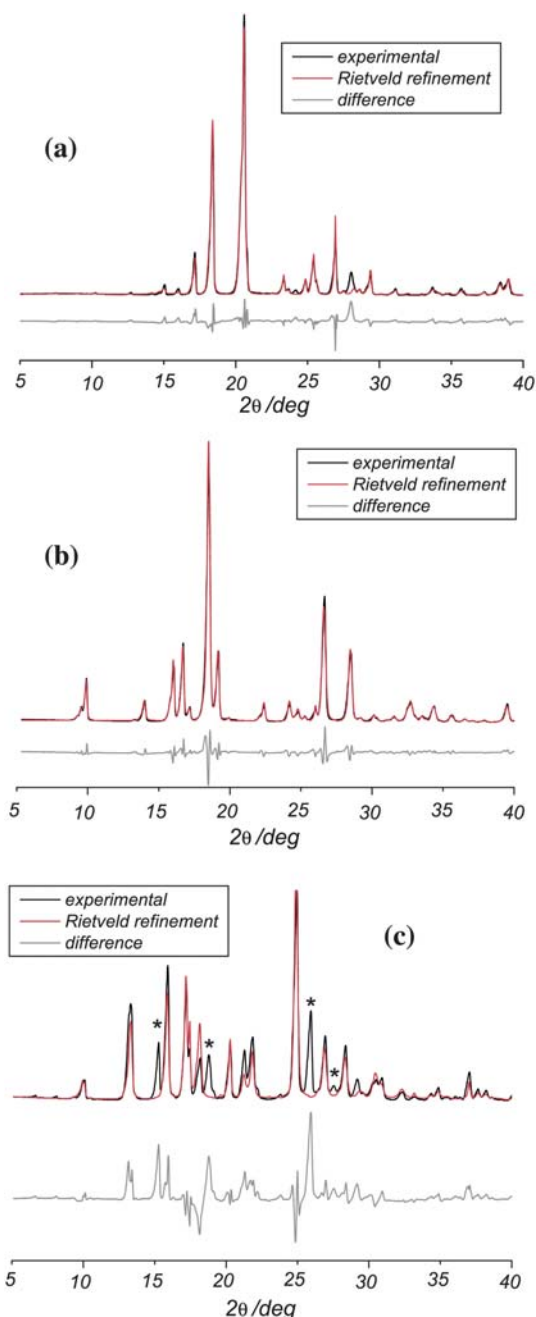 experimental
Rietveld refinement
difference
(a)
5 10 15 20 25 30 35 40
2θ /deg
experimental
Rietveld refinement
difference
(b)
5 10 15 20 25 30 35 40
2θ /deg
experimental
Rietveld refinement
difference
(c)
*
*
*
*
5 10 15 20 25 30 35 40
2θ /deg